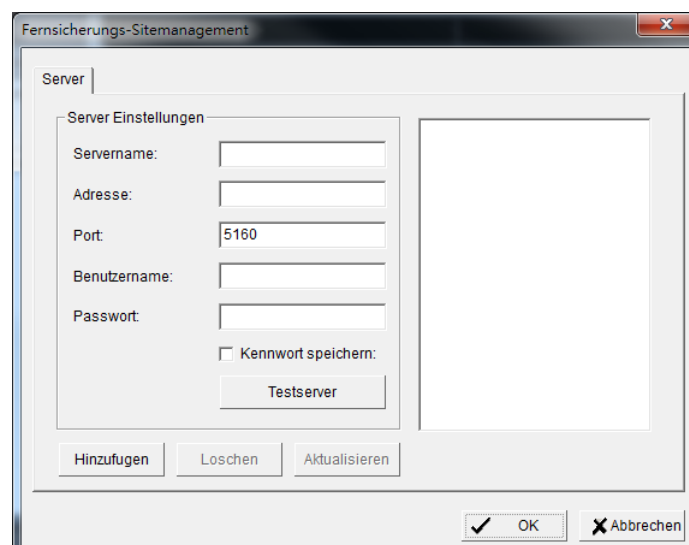 Fernsicherungs-Sitemanagement
Server
Server Einstellungen
Servername:
Adresse:
Port: 5160
Benutzername:
Passwort:
Kennwort speichern:
Testserver
Hinzufugen Loschen Aktualisieren
OK Abbrechen